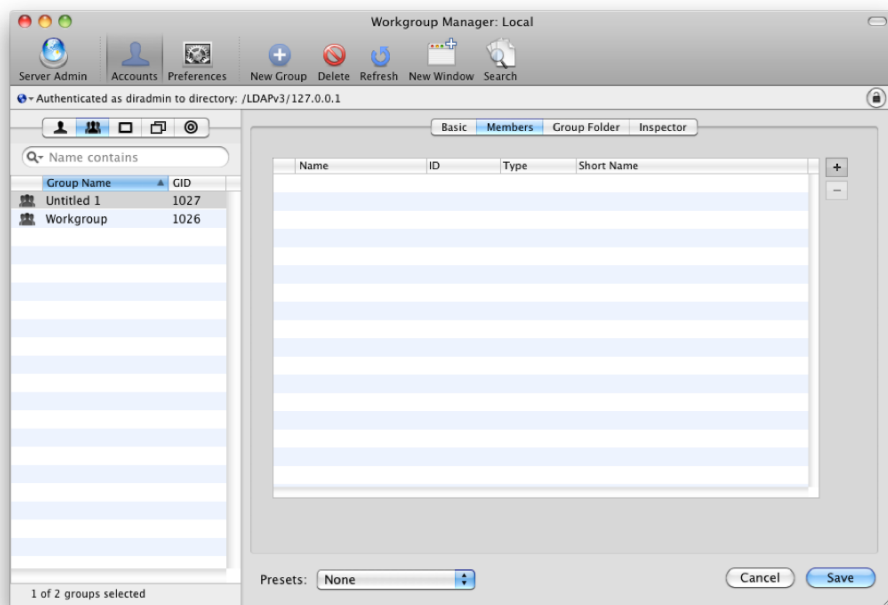 Workgroup Manager: Local
Server Admin Accounts Preferences New Group Delete Refresh New Window Search
Authenticated as diradmin to directory: /LDAPv3/127.0.0.1
Basic Members Group Folder Inspector
Name contains
Name ID Type Short Name
Group Name GID
Untitled 1 1027
Workgroup 1026
Presets: None Cancel Save
1 of 2 groups selected